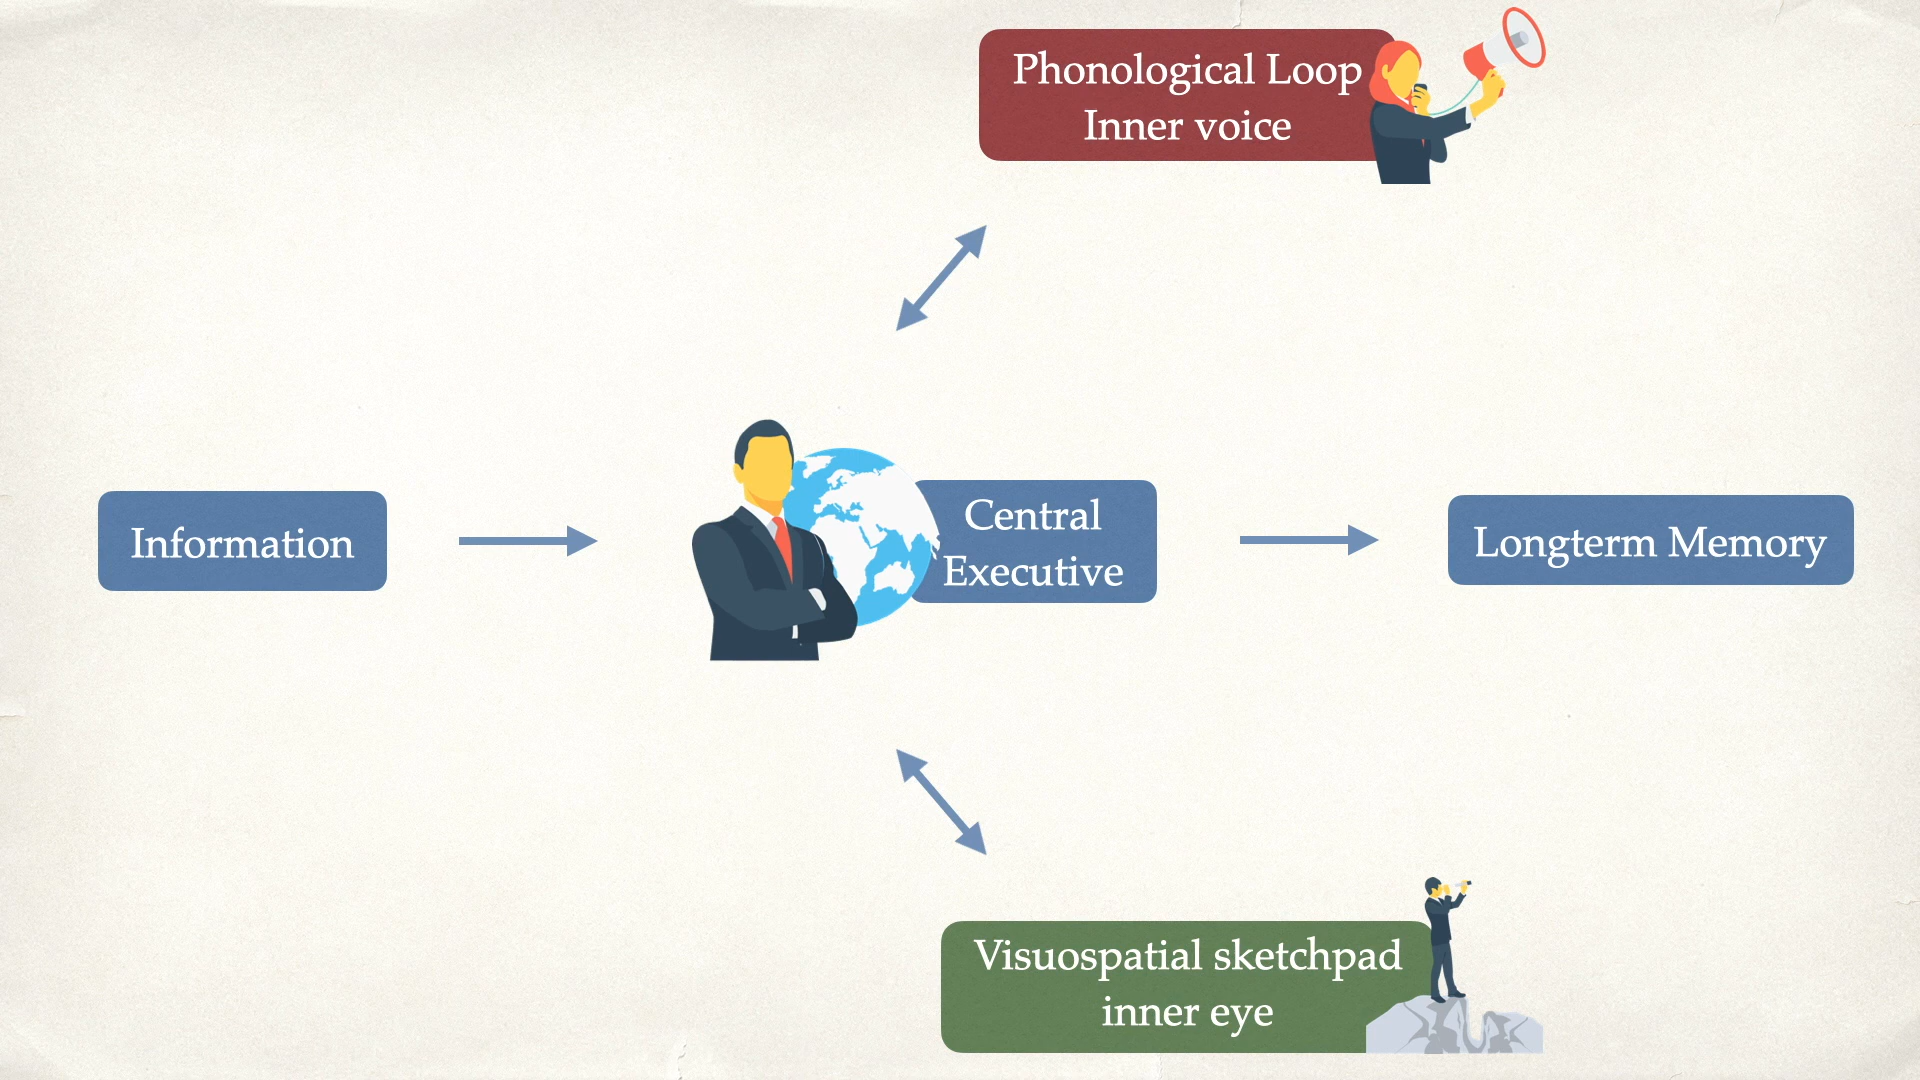 Phonological Loop
Inner voice
Information
Central
Executive
Longterm Memory
Visuospatial sketchpad
inner eye